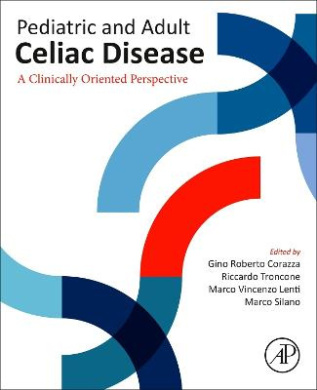 Pediatric and Adult
Celiac Disease
A Clinically Oriented Perspective
Edited by
Gino Roberto Corazza
Riccardo Troncone
Marco Vincenzo Lenti
Marco Silano
AP